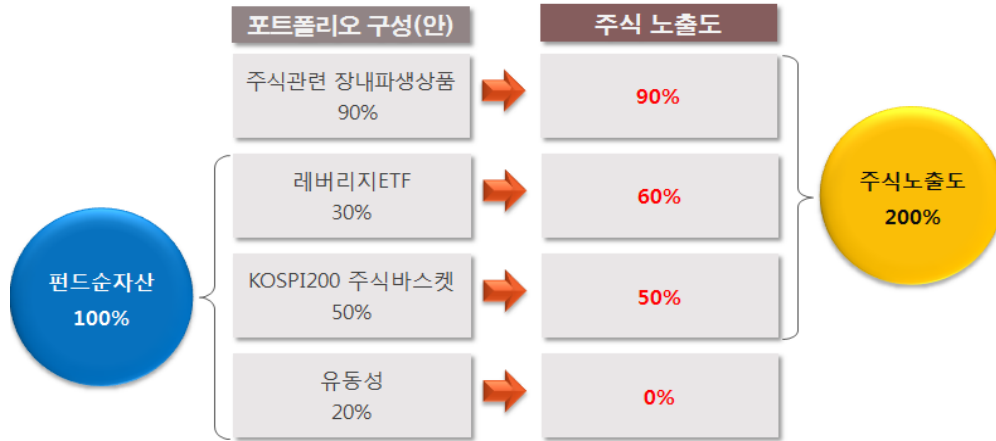 포트폴리오 구성(안)
주식 노출도
주식관련 장내파생상품
90%
90%
레버리지ETF
30%
60%
KOSPI200 주식바스켓
50%
50%
유동성
20%
0%
펀드순자산
100%
주식노출도
200%